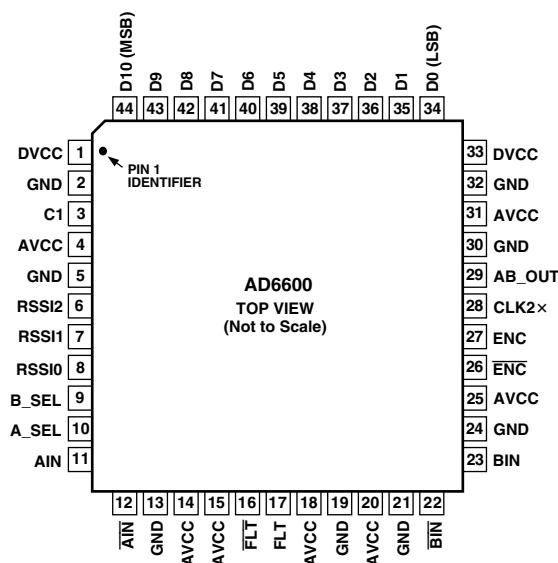 D10 (MSB)
D9
D8
D7
D6
D5
D4
D3
D2
D1
D0 (LSB)
44 43 42 41 40 39 38 37 36 35 34
DVCC 1
GND 2
C1 3
AVCC 4
GND 5
RSSI2 6
RSSI1 7
RSSI0 8
B_SEL 9
A_SEL 10
AIN 11
PIN 1
IDENTIFIER
AD6600
TOP VIEW
(Not to Scale)
33 DVCC
32 GND
31 AVCC
30 GND
29 AB_OUT
28 CLK2×
27 ENC
26 E̅N̅C̅
25 AVCC
24 GND
23 BIN
12 13 14 15 16 17 18 19 20 21 22
A̅I̅N̅
GND
AVCC
AVCC
F̅L̅T̅
FLT
AVCC
GND
AVCC
GND
B̅I̅N̅